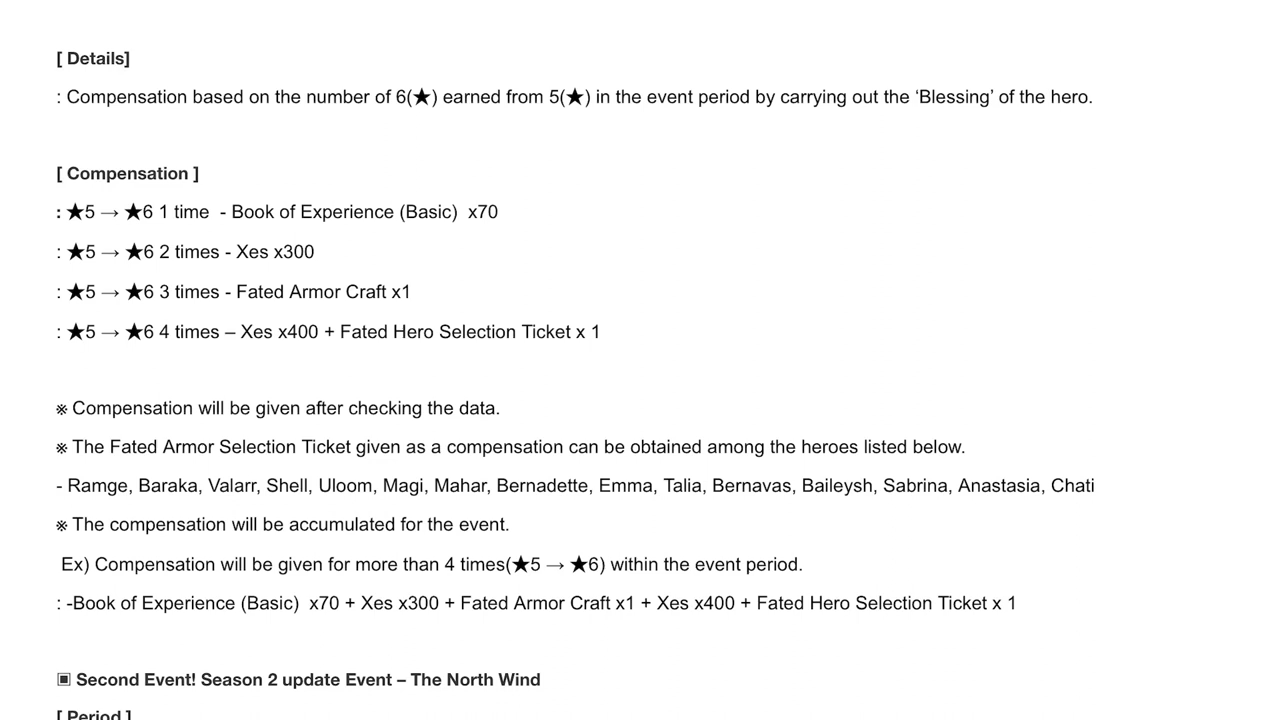 [ Details]
: Compensation based on the number of 6(★) earned from 5(★) in the event period by carrying out the ‘Blessing’ of the hero.
[ Compensation ]
: ★5 → ★6 1 time  - Book of Experience (Basic)  x70
: ★5 → ★6 2 times - Xes x300
: ★5 → ★6 3 times - Fated Armor Craft x1
: ★5 → ★6 4 times – Xes x400 + Fated Hero Selection Ticket x 1
※ Compensation will be given after checking the data.
※ The Fated Armor Selection Ticket given as a compensation can be obtained among the heroes listed below.
- Ramge, Baraka, Valarr, Shell, Uloom, Magi, Mahar, Bernadette, Emma, Talia, Bernavas, Baileysh, Sabrina, Anastasia, Chati
※ The compensation will be accumulated for the event.
Ex) Compensation will be given for more than 4 times(★5 → ★6) within the event period.
: -Book of Experience (Basic)  x70 + Xes x300 + Fated Armor Craft x1 + Xes x400 + Fated Hero Selection Ticket x 1
▣ Second Event! Season 2 update Event – The North Wind
[ Period ]